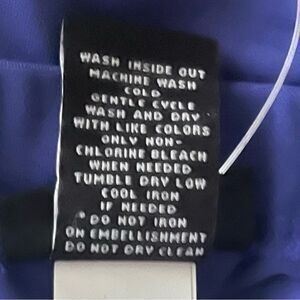 WASH INSIDE OUT
MACHINE WASH
COLD
GENTLE CYCLE
WASH AND DRY
WITH LIKE COLORS
ONLY NON-
CHLORINE BLEACH
WHEN NEEDED
TUMBLE DRY LOW
COOL IRON
IF NEEDED
DO NOT IRON
ON EMBELLISHMENT
DO NOT DRY CLEAN